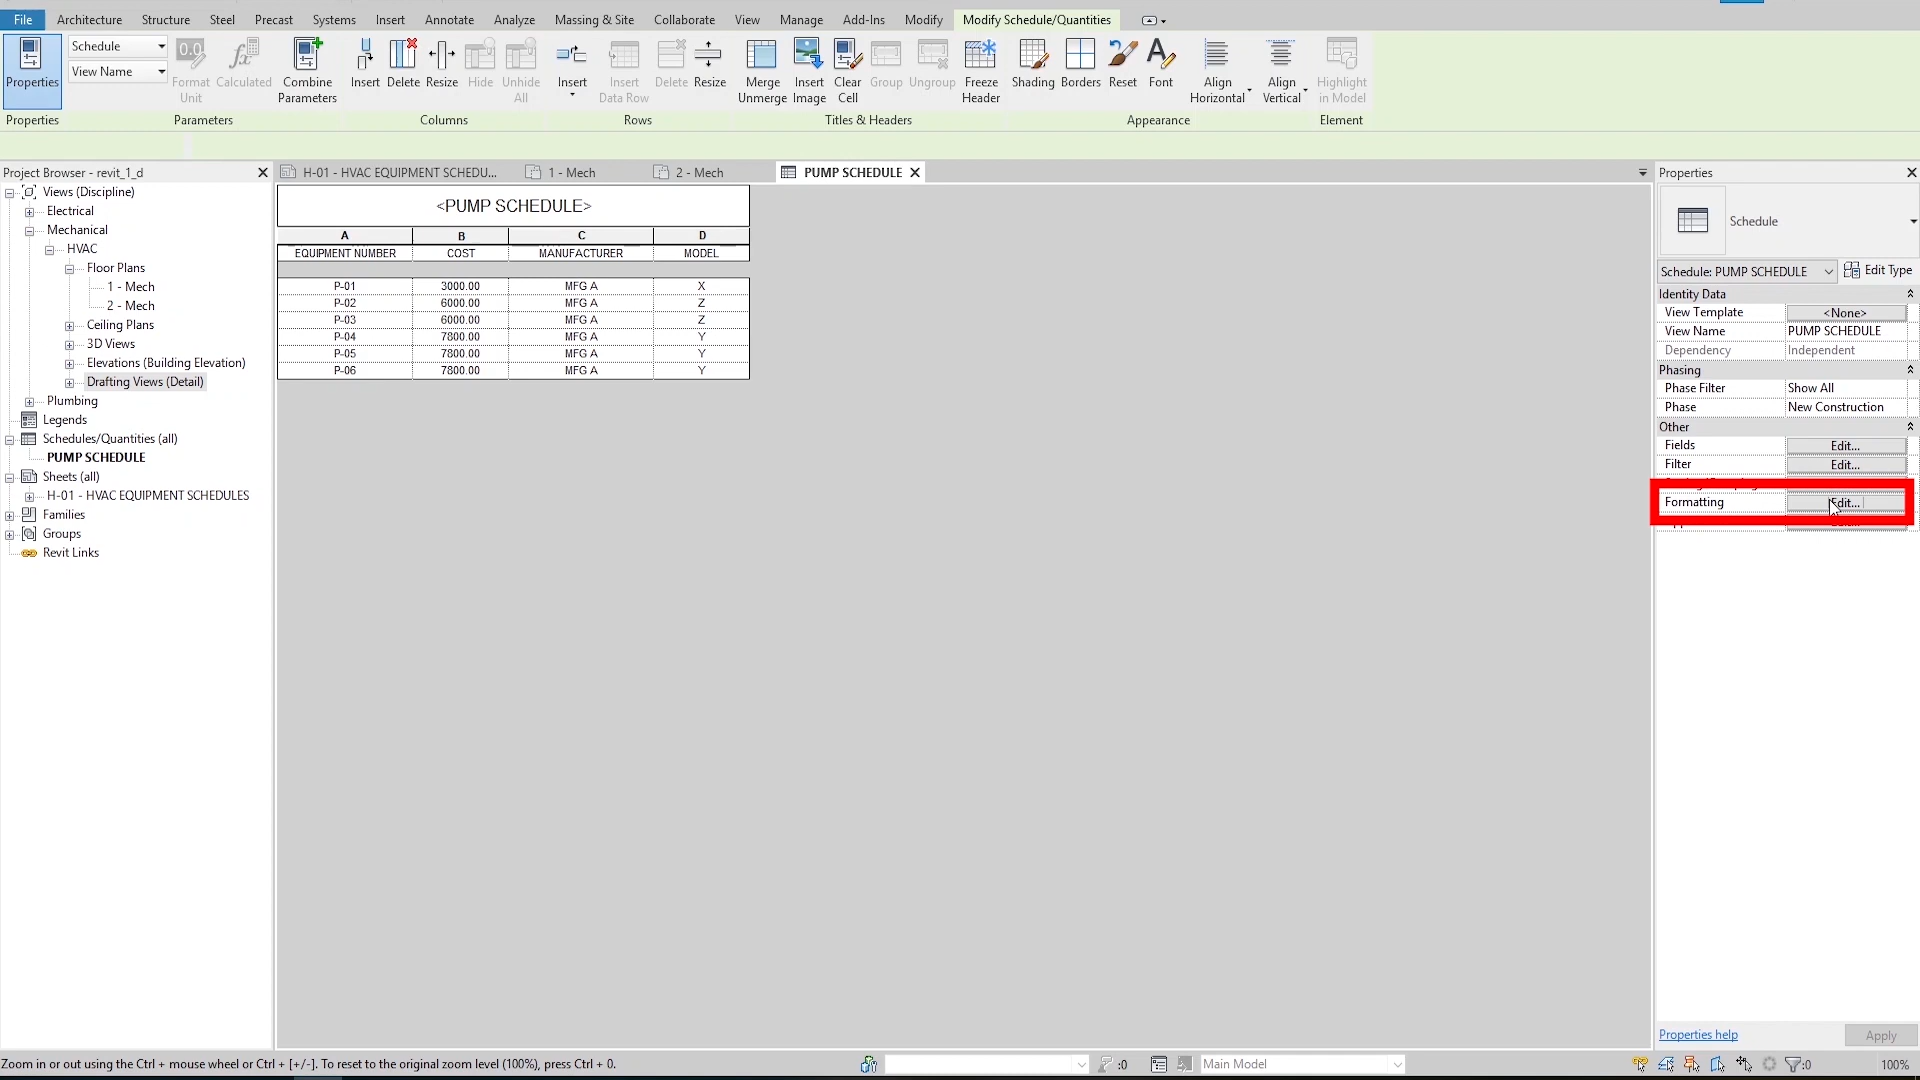 File Architecture Structure Steel Precast Systems Insert Annotate Analyze Massing & Site Collaborate View Manage Add-Ins Modify Modify Schedule/Quantities
Properties
Schedule
View Name
0.0
Format Unit
fx
Calculated
Combine Parameters
Insert Delete Resize Hide Unhide All
Insert Insert Data Row Delete Resize
Merge Unmerge Insert Image Clear Cell Group Ungroup Freeze Header
Shading Borders Reset Font Align Horizontal Align Vertical
Highlight in Model
Properties Parameters Columns Rows Titles & Headers Appearance Element
Project Browser - revit_1_d
Views (Discipline)
Electrical
Mechanical
HVAC
Floor Plans
1 - Mech
2 - Mech
Ceiling Plans
3D Views
Elevations (Building Elevation)
Drafting Views (Detail)
Plumbing
Legends
Schedules/Quantities (all)
PUMP SCHEDULE
Sheets (all)
H-01 - HVAC EQUIPMENT SCHEDULES
Families
Groups
Revit Links
H-01 - HVAC EQUIPMENT SCHEDU... 1 - Mech 2 - Mech PUMP SCHEDULE
<PUMP SCHEDULE>
A B C D
EQUIPMENT NUMBER COST MANUFACTURER MODEL
P-01 3000.00 MFG A X
P-02 6000.00 MFG A Z
P-03 6000.00 MFG A Z
P-04 7800.00 MFG A Y
P-05 7800.00 MFG A Y
P-06 7800.00 MFG A Y
Properties
Schedule
Schedule: PUMP SCHEDULE Edit Type
Identity Data
View Template <None>
View Name PUMP SCHEDULE
Dependency Independent
Phasing
Phase Filter Show All
Phase New Construction
Other
Fields Edit...
Filter Edit...
Formatting Edit...
Properties help Apply
Zoom in or out using the Ctrl + mouse wheel or Ctrl + [+/-]. To reset to the original zoom level (100%), press Ctrl + 0.
:0
Main Model
:0
100%